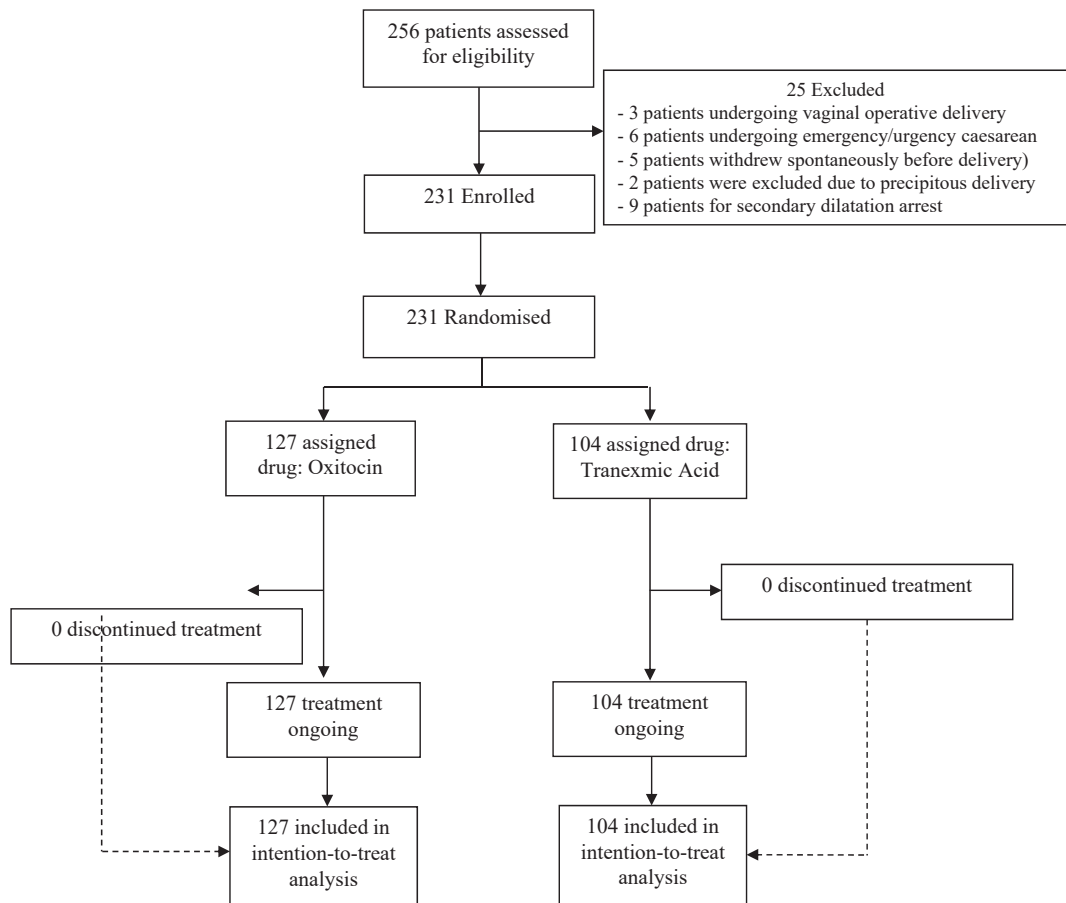 256 patients assessed
for eligibility
25 Excluded
- 3 patients undergoing vaginal operative delivery
- 6 patients undergoing emergency/urgency caesarean
- 5 patients withdrew spontaneously before delivery)
- 2 patients were excluded due to precipitous delivery
- 9 patients for secondary dilatation arrest
231 Enrolled
231 Randomised
127 assigned
drug: Oxitocin
104 assigned drug:
Tranexmic Acid
0 discontinued treatment
0 discontinued treatment
127 treatment
ongoing
104 treatment
ongoing
127 included in
intention-to-treat
analysis
104 included in
intention-to-treat
analysis